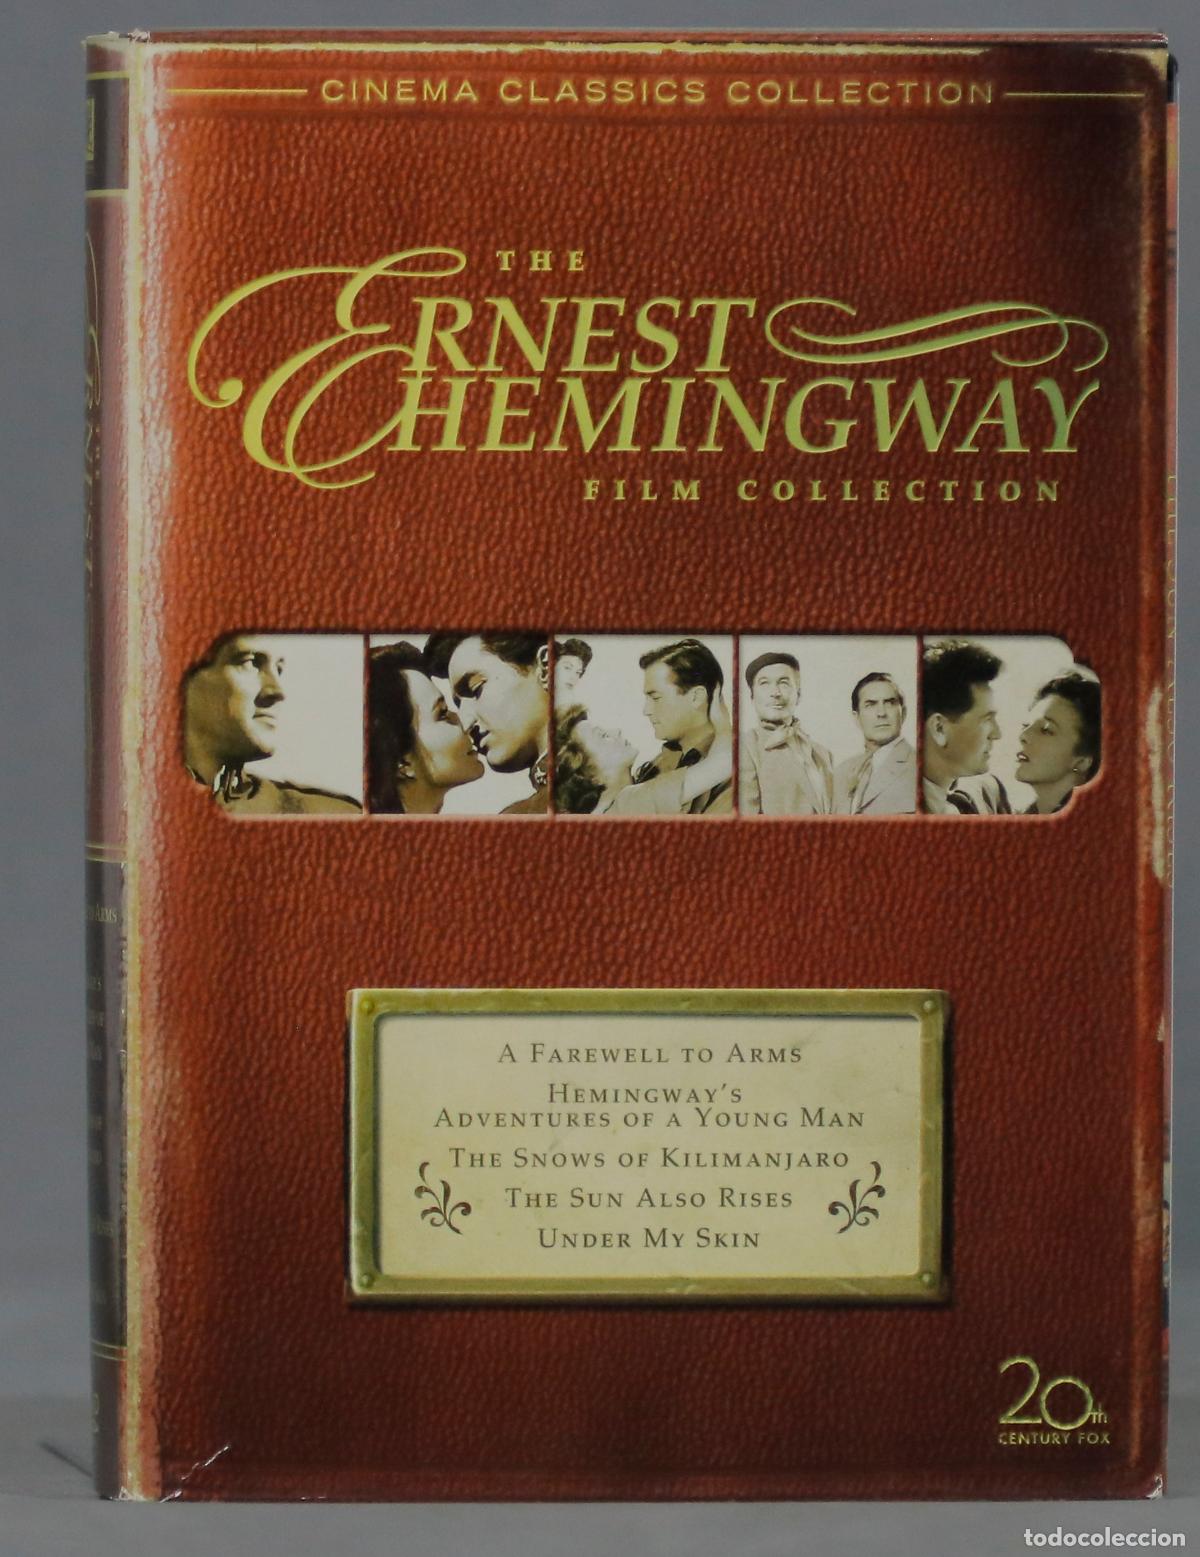 CINEMA CLASSICS COLLECTION
THE
ERNEST
HEMINGWAY
FILM COLLECTION
A FAREWELL TO ARMS
HEMINGWAY'S
ADVENTURES OF A YOUNG MAN
THE SNOWS OF KILIMANJARO
THE SUN ALSO RISES
UNDER MY SKIN
20th
CENTURY FOX
todocoleccion